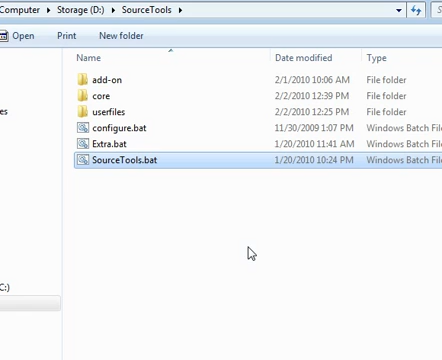 Computer ▸ Storage (D:) ▸ SourceTools ▸
Open Print New folder
Name Date modified Type
add-on 2/1/2010 10:06 AM File folder
core 2/2/2010 12:39 PM File folder
userfiles 2/2/2010 12:25 PM File folder
configure.bat 11/30/2009 1:07 PM Windows Batch File
Extra.bat 1/20/2010 11:41 AM Windows Batch File
SourceTools.bat 1/20/2010 10:24 PM Windows Batch File
es
C:)